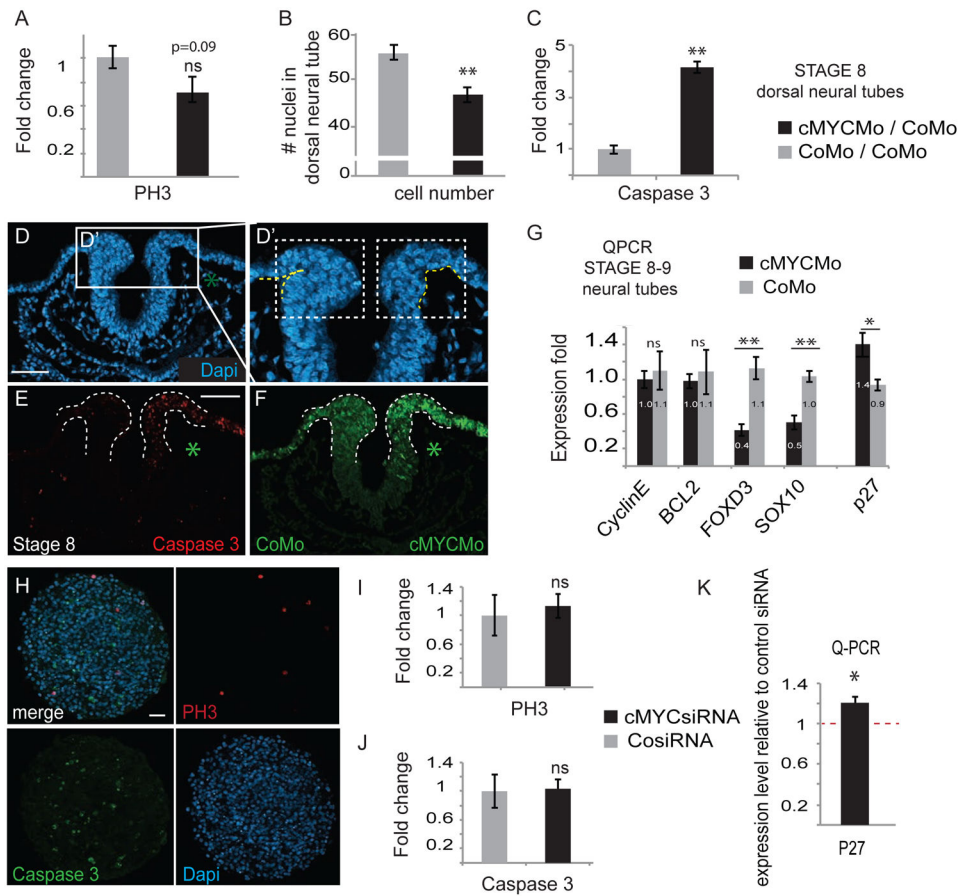 A
Fold change
1
0.6
0.2
p=0.09
ns
PH3
B
# nuclei in
dorsal neural tube
60
50
40
0
**
cell number
C
Fold change
5
4
1
**
Caspase 3
STAGE 8
dorsal neural tubes
cMYCMo / CoMo
CoMo / CoMo
D
D'
*
Dapi
D'
E
*
Stage 8
Caspase 3
F
*
CoMo
cMYCMo
G
QPCR
STAGE 8-9
neural tubes
cMYCMo
CoMo
Expression fold
1.4
1.0
0.6
0.2
ns
ns
**
**
*
1.0
1.1
1.0
1.1
0.4
1.1
0.5
1.0
1.4
0.9
CyclinE
BCL2
FOXD3
SOX10
p27
H
merge
PH3
Caspase 3
Dapi
I
Fold change
1.4
1
0.6
0.2
ns
PH3
cMYCsiRNA
CosiRNA
J
Fold change
1.4
1
0.6
0.2
ns
Caspase 3
K
expression level relative to control siRNA
Q-PCR
*
1.4
1
0.6
0.2
P27